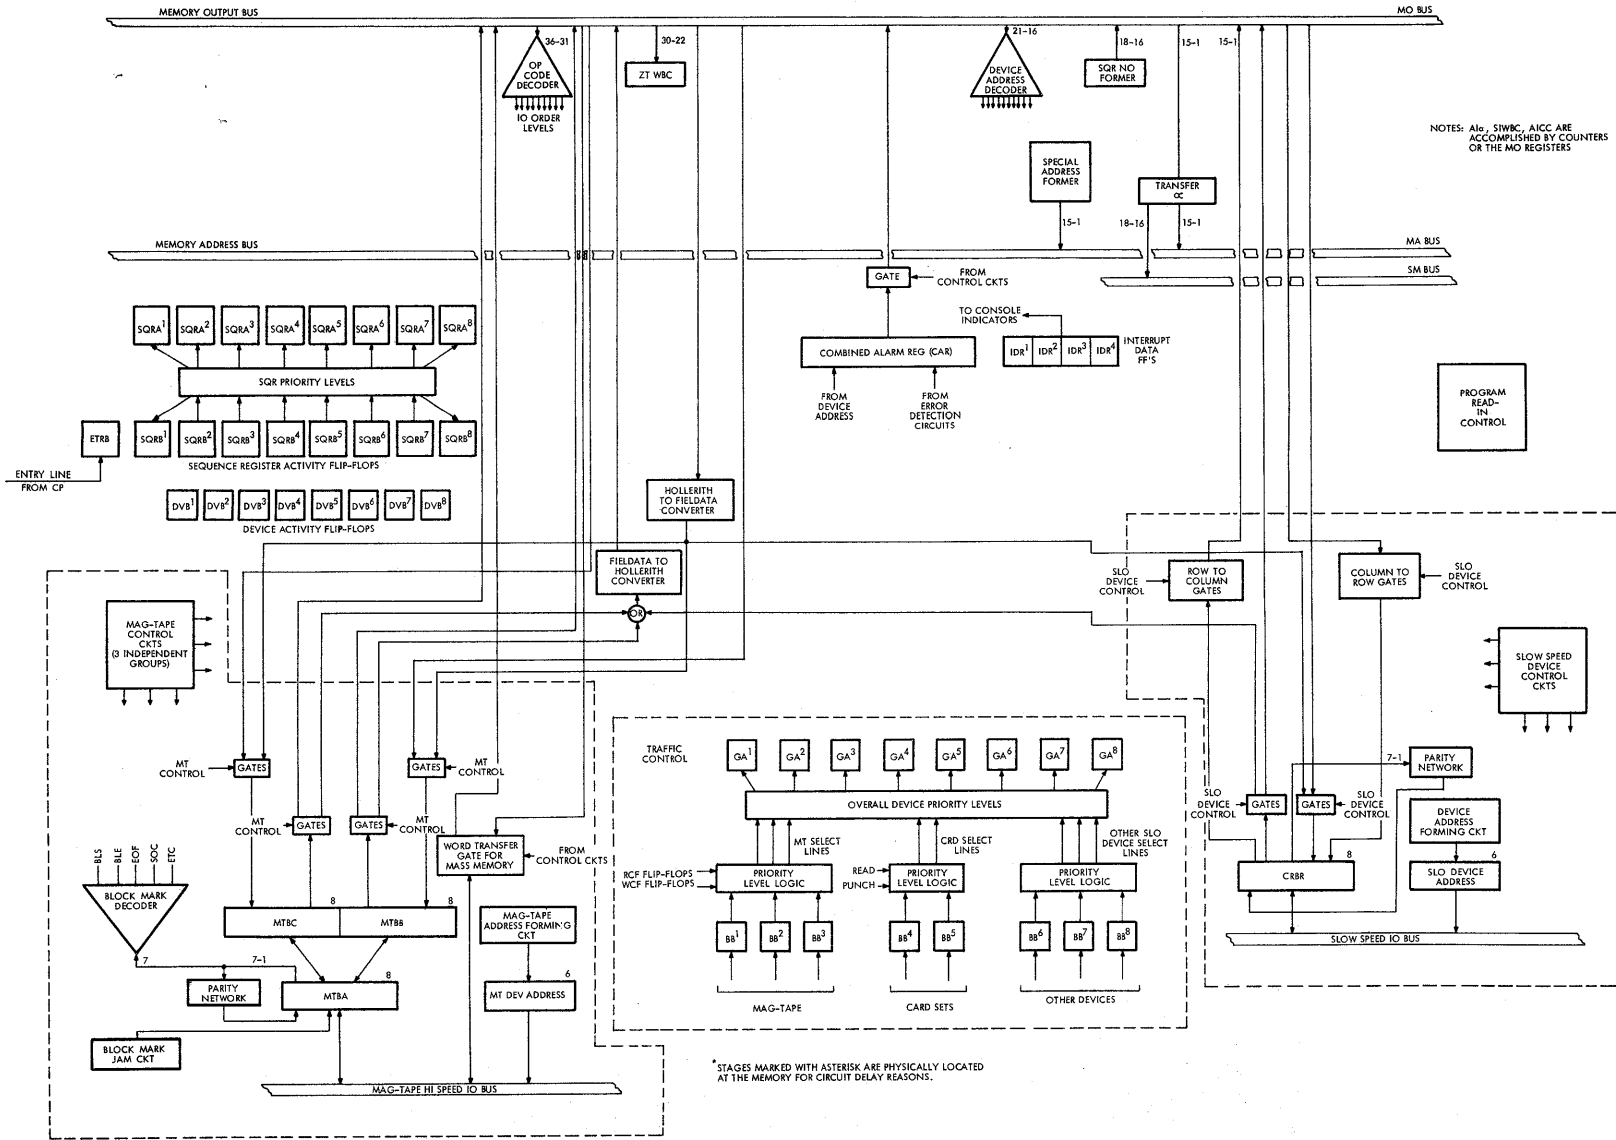 MEMORY OUTPUT BUS
MO BUS
36-31
30-22
21-16
18-16
15-1
15-1
OP
CODE
DECODER
ZT WBC
DEVICE
ADDRESS
DECODER
SQR NO
FORMER
IO ORDER
LEVELS
NOTES: AIα, SIWBC, AICC ARE
ACCOMPLISHED BY COUNTERS
OR THE MO REGISTERS
SPECIAL
ADDRESS
FORMER
TRANSFER
∝
15-1
18-16
15-1
MEMORY ADDRESS BUS
MA BUS
SM BUS
GATE
FROM
CONTROL CKTS
SQRA1
SQRA2
SQRA3
SQRA4
SQRA5
SQRA6
SQRA7
SQRA8
TO CONSOLE
INDICATORS
COMBINED ALARM REG (CAR)
IDR1
IDR2
IDR3
IDR4
INTERRUPT
DATA
FF'S
SQR PRIORITY LEVELS
FROM
DEVICE
ADDRESS
FROM
ERROR
DETECTION
CIRCUITS
PROGRAM
READ-
IN
CONTROL
ETRB
SQRB1
SQRB2
SQRB3
SQRB4
SQRB5
SQRB6
SQRB7
SQRB8
SEQUENCE REGISTER ACTIVITY FLIP-FLOPS
ENTRY LINE
FROM CP
DVB1
DVB2
DVB3
DVB4
DVB5
DVB6
DVB7
DVB8
DEVICE ACTIVITY FLIP-FLOPS
HOLLERITH
TO FIELDATA
CONVERTER
FIELDATA TO
HOLLERITH
CONVERTER
OR
SLO
DEVICE
CONTROL
ROW TO
COLUMN
GATES
COLUMN TO
ROW GATES
SLO
DEVICE
CONTROL
MAG-TAPE
CONTROL
CKTS
(3 INDEPENDENT
GROUPS)
SLOW SPEED
DEVICE
CONTROL
CKTS
TRAFFIC
CONTROL
GA1
GA2
GA3
GA4
GA5
GA6
GA7
GA8
MT
CONTROL
GATES
GATES
MT
CONTROL
7-1
PARITY
NETWORK
OVERALL DEVICE PRIORITY LEVELS
SLO
DEVICE
CONTROL
GATES
GATES
SLO
DEVICE
CONTROL
DEVICE
ADDRESS
FORMING CKT
MT
CONTROL
GATES
GATES
MT
CONTROL
WORD TRANSFER
GATE FOR
MASS MEMORY
FROM
CONTROL CKTS
MT SELECT
LINES
CRD SELECT
LINES
OTHER SLO
DEVICE SELECT
LINES
BLS
BLE
EOF
SOC
ETC
RCF FLIP-FLOPS
WCF FLIP-FLOPS
PRIORITY
LEVEL LOGIC
READ
PUNCH
PRIORITY
LEVEL LOGIC
PRIORITY
LEVEL LOGIC
8
CRBR
6
SLO DEVICE
ADDRESS
BLOCK MARK
DECODER
8
8
MTBC
MTBB
MAG-TAPE
ADDRESS FORMING
CKT
BB1
BB2
BB3
BB4
BB5
BB6
BB7
BB8
SLOW SPEED IO BUS
7
7-1
8
6
PARITY
NETWORK
MTBA
MT DEV ADDRESS
MAG-TAPE
CARD SETS
OTHER DEVICES
BLOCK MARK
JAM CKT
*STAGES MARKED WITH ASTERISK ARE PHYSICALLY LOCATED
AT THE MEMORY FOR CIRCUIT DELAY REASONS.
MAG-TAPE HI SPEED IO BUS